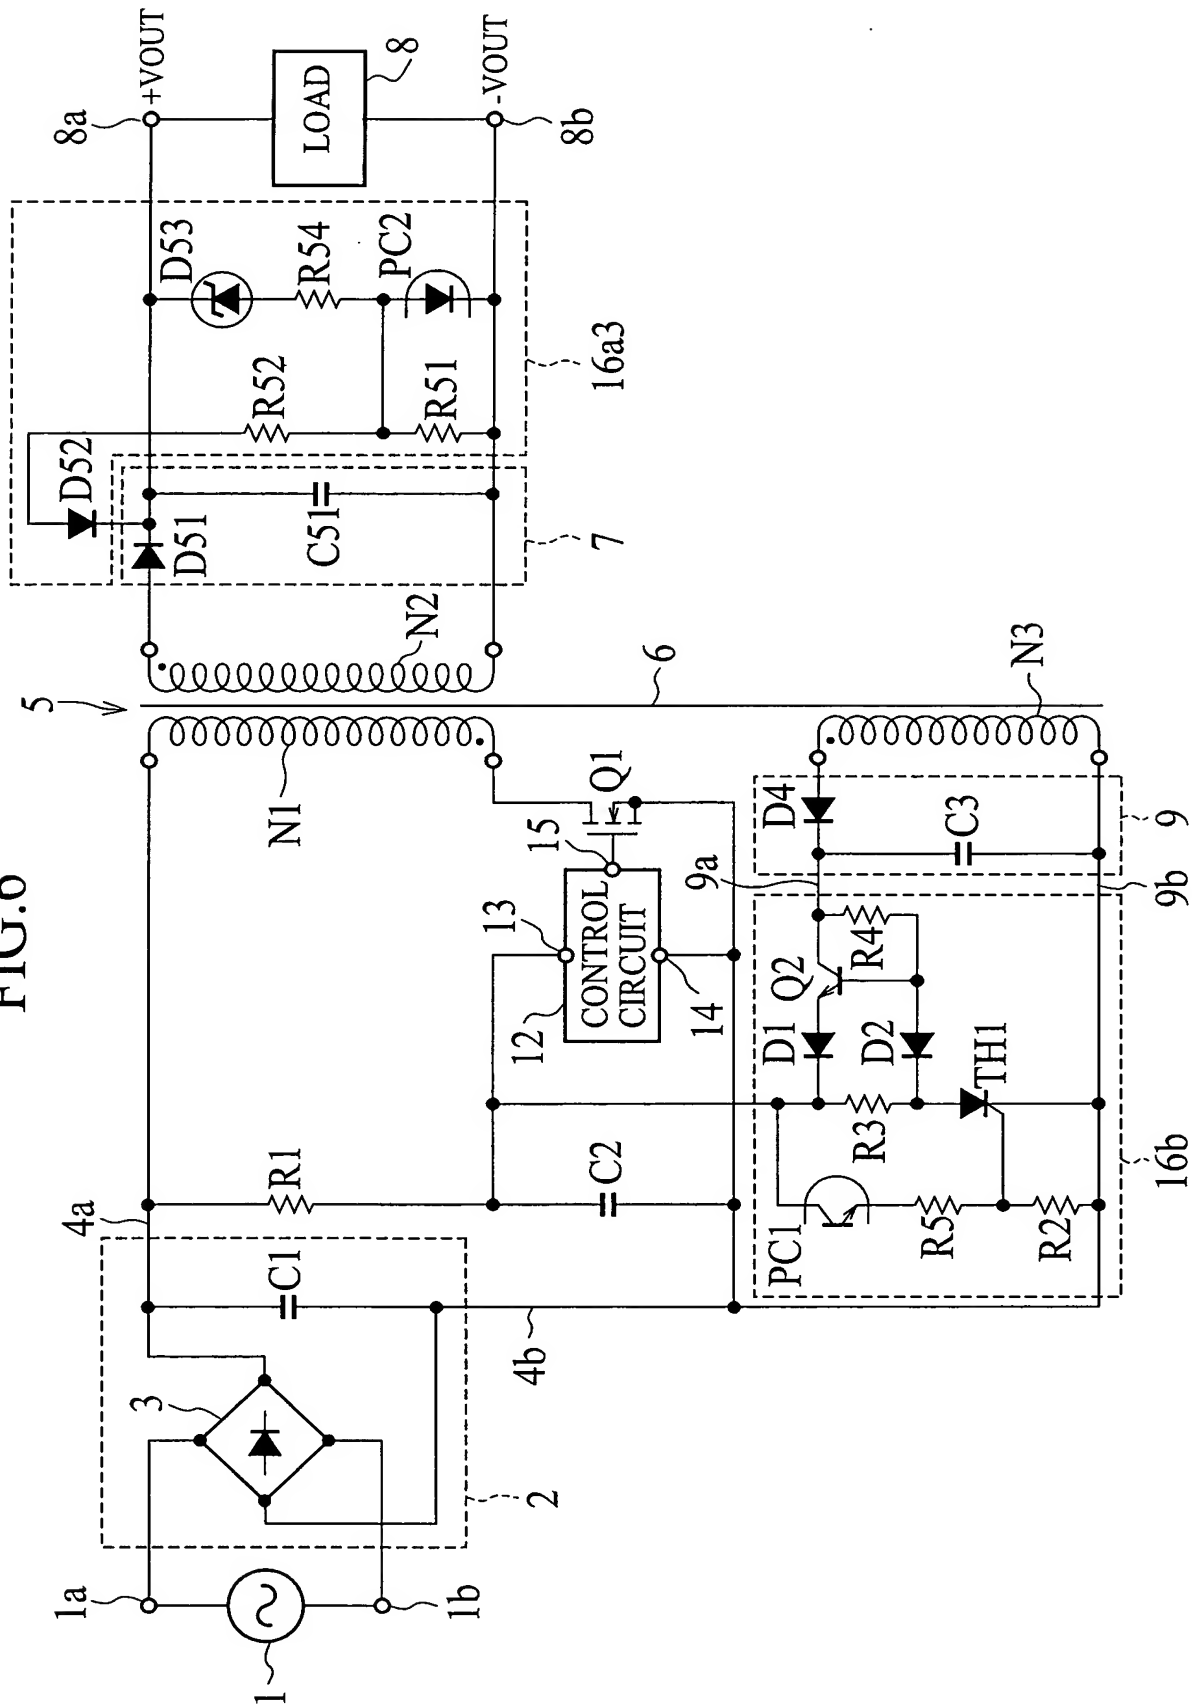 FIG.6
1
1a
1b
2
3
4a
4b
C1
R1
C2
5
N1
N2
6
N3
Q1
15
13
12
CONTROL
CIRCUIT
14
D51
C51
7
D52
R52
R51
D53
R54
PC2
16a3
8a
+VOUT
LOAD
8
-VOUT
8b
PC1
R5
R2
R3
TH1
D1
D2
Q2
R4
16b
9a
9b
D4
C3
9